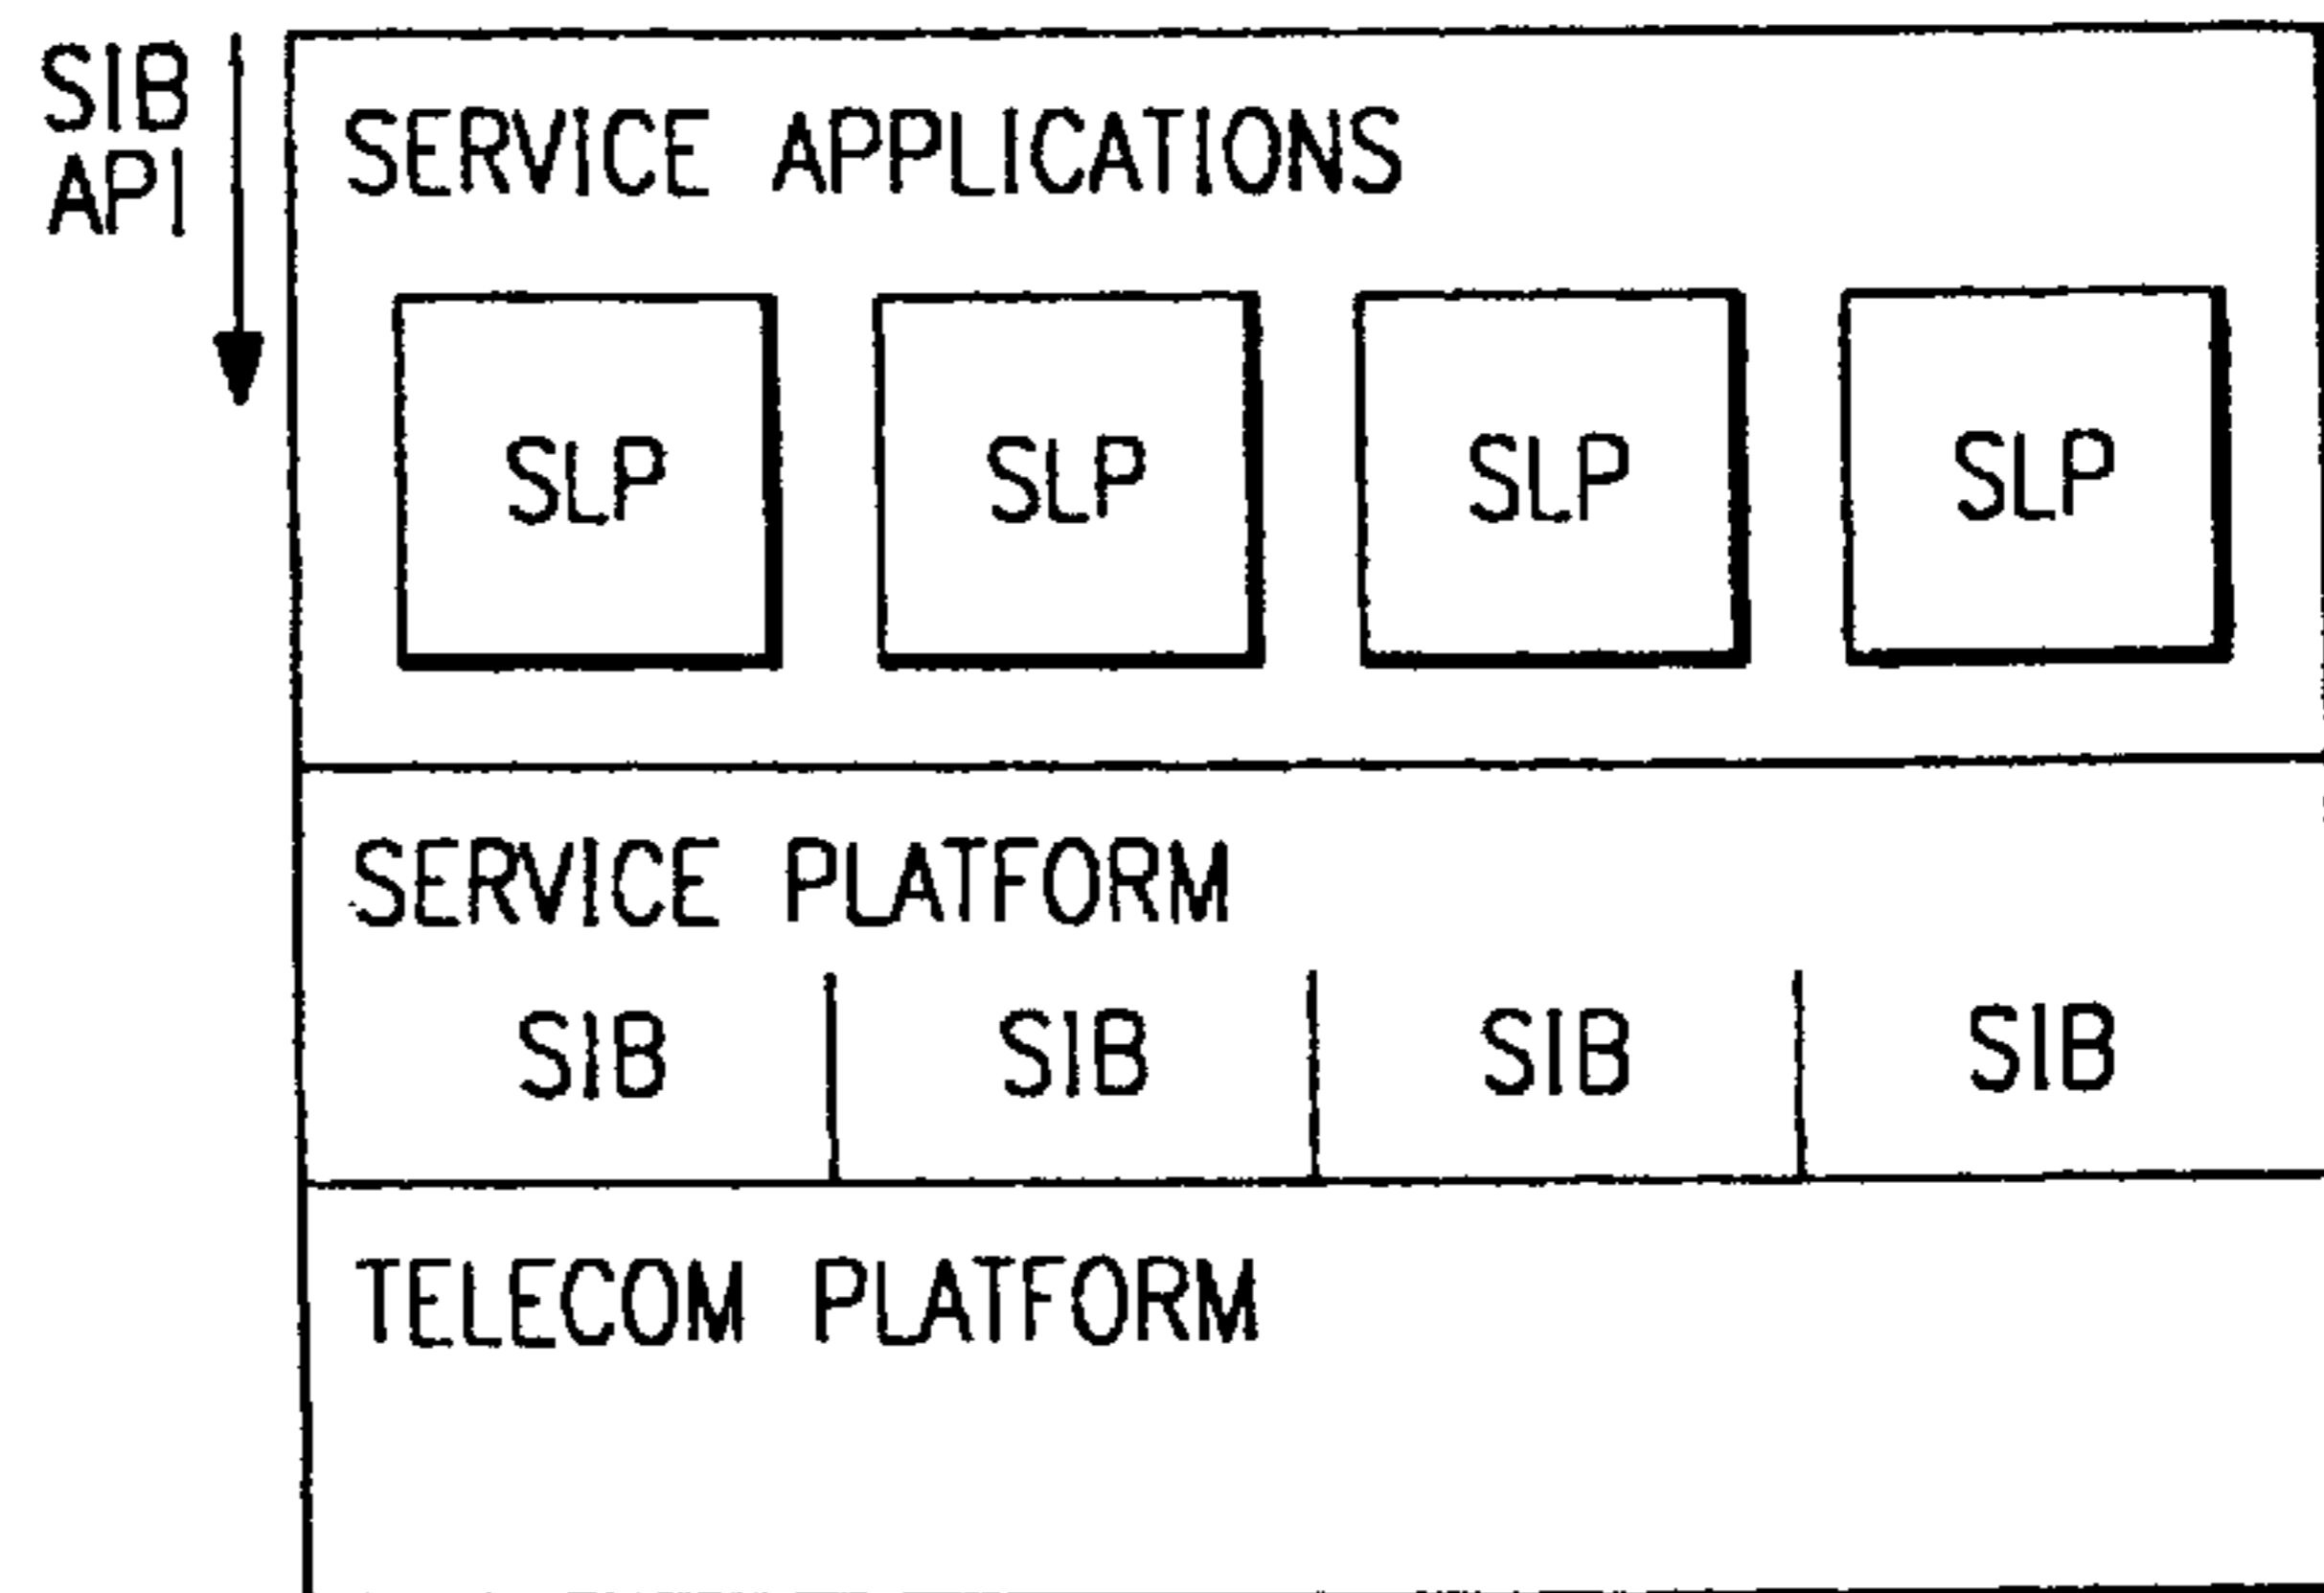 SIB
API
SERVICE APPLICATIONS
SLP SLP SLP SLP
SERVICE PLATFORM
SIB SIB SIB SIB
TELECOM PLATFORM